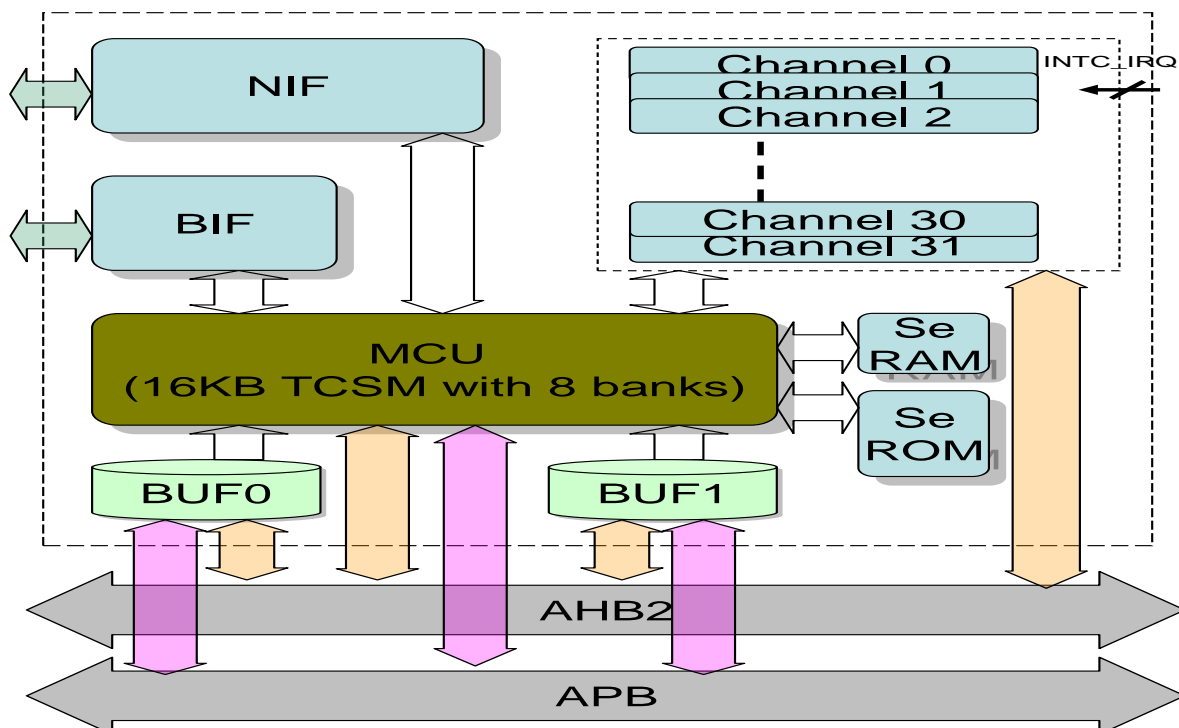 NIF
Channel 0
INTC_IRQ
Channel 1
Channel 2
BIF
Channel 30
Channel 31
MCU
(16KB TCSM with 8 banks)
Se
RAM
Se
ROM
BUF0
BUF1
AHB2
APB